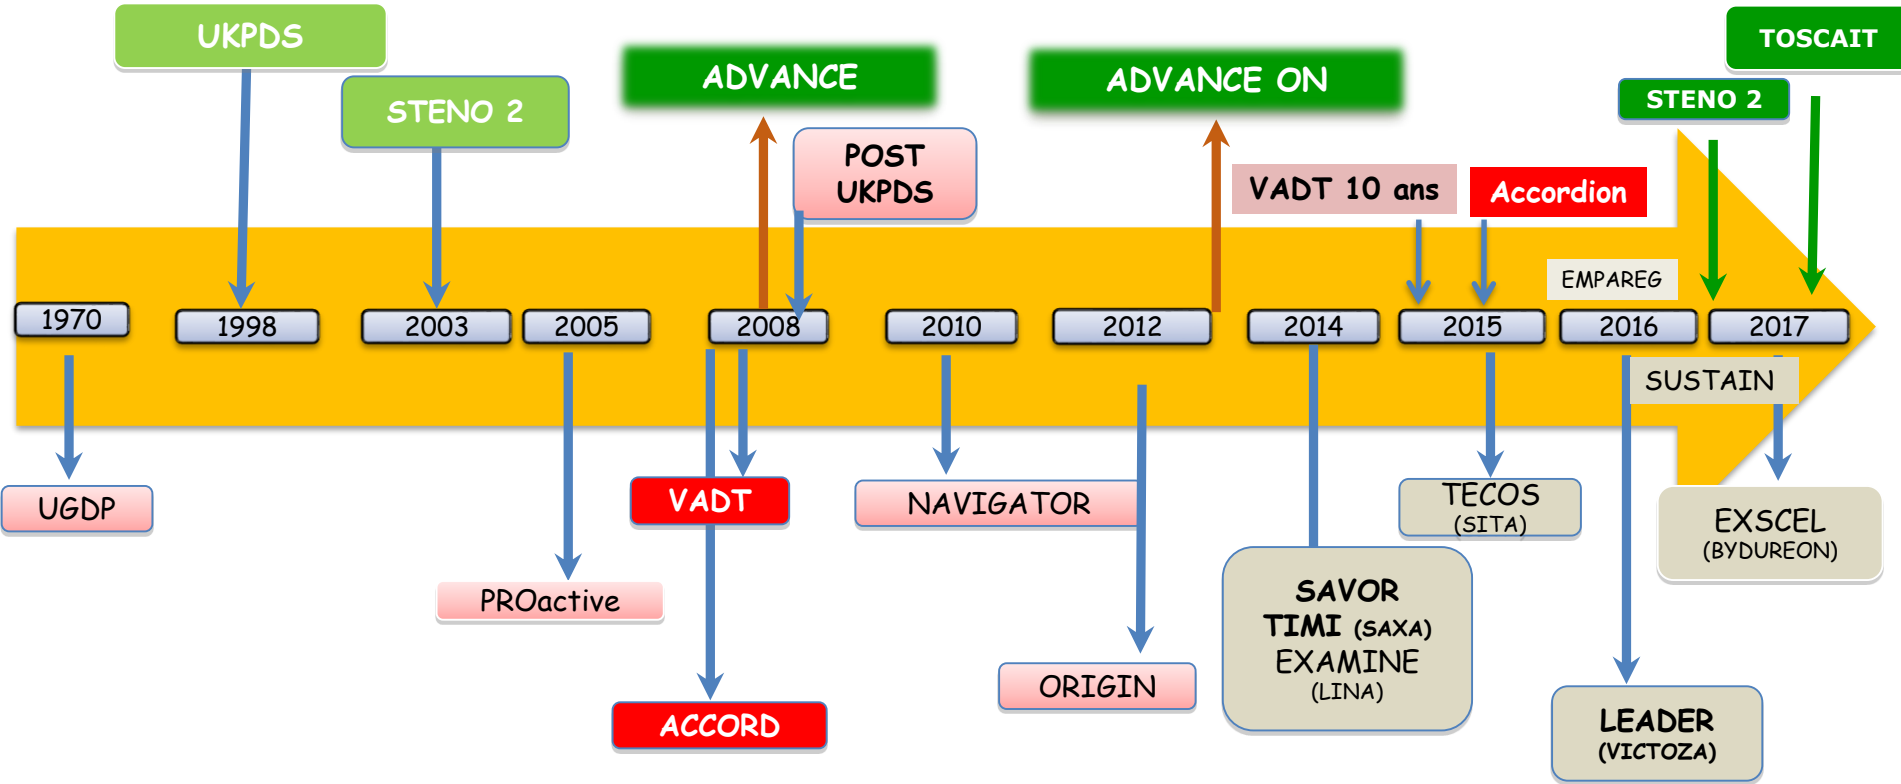 UKPDS
TOSCAIT
STENO 2
ADVANCE
ADVANCE ON
STENO 2
POST
UKPDS
VADT 10 ans
Accordion
EMPAREG
1970
1998
2003
2005
2008
2010
2012
2014
2015
2016
2017
SUSTAIN
UGDP
VADT
NAVIGATOR
TECOS
(SITA)
EXSCEL
(BYDUREON)
PROactive
SAVOR
TIMI (SAXA)
EXAMINE
(LINA)
ORIGIN
ACCORD
LEADER
(VICTOZA)